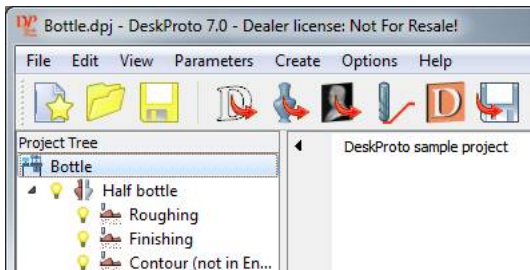 Bottle.dpj - DeskProto 7.0 - Dealer license: Not For Resale!
File Edit View Parameters Create Options Help
Project Tree
DeskProto sample project
Bottle
Half bottle
Roughing
Finishing
Contour (not in En...